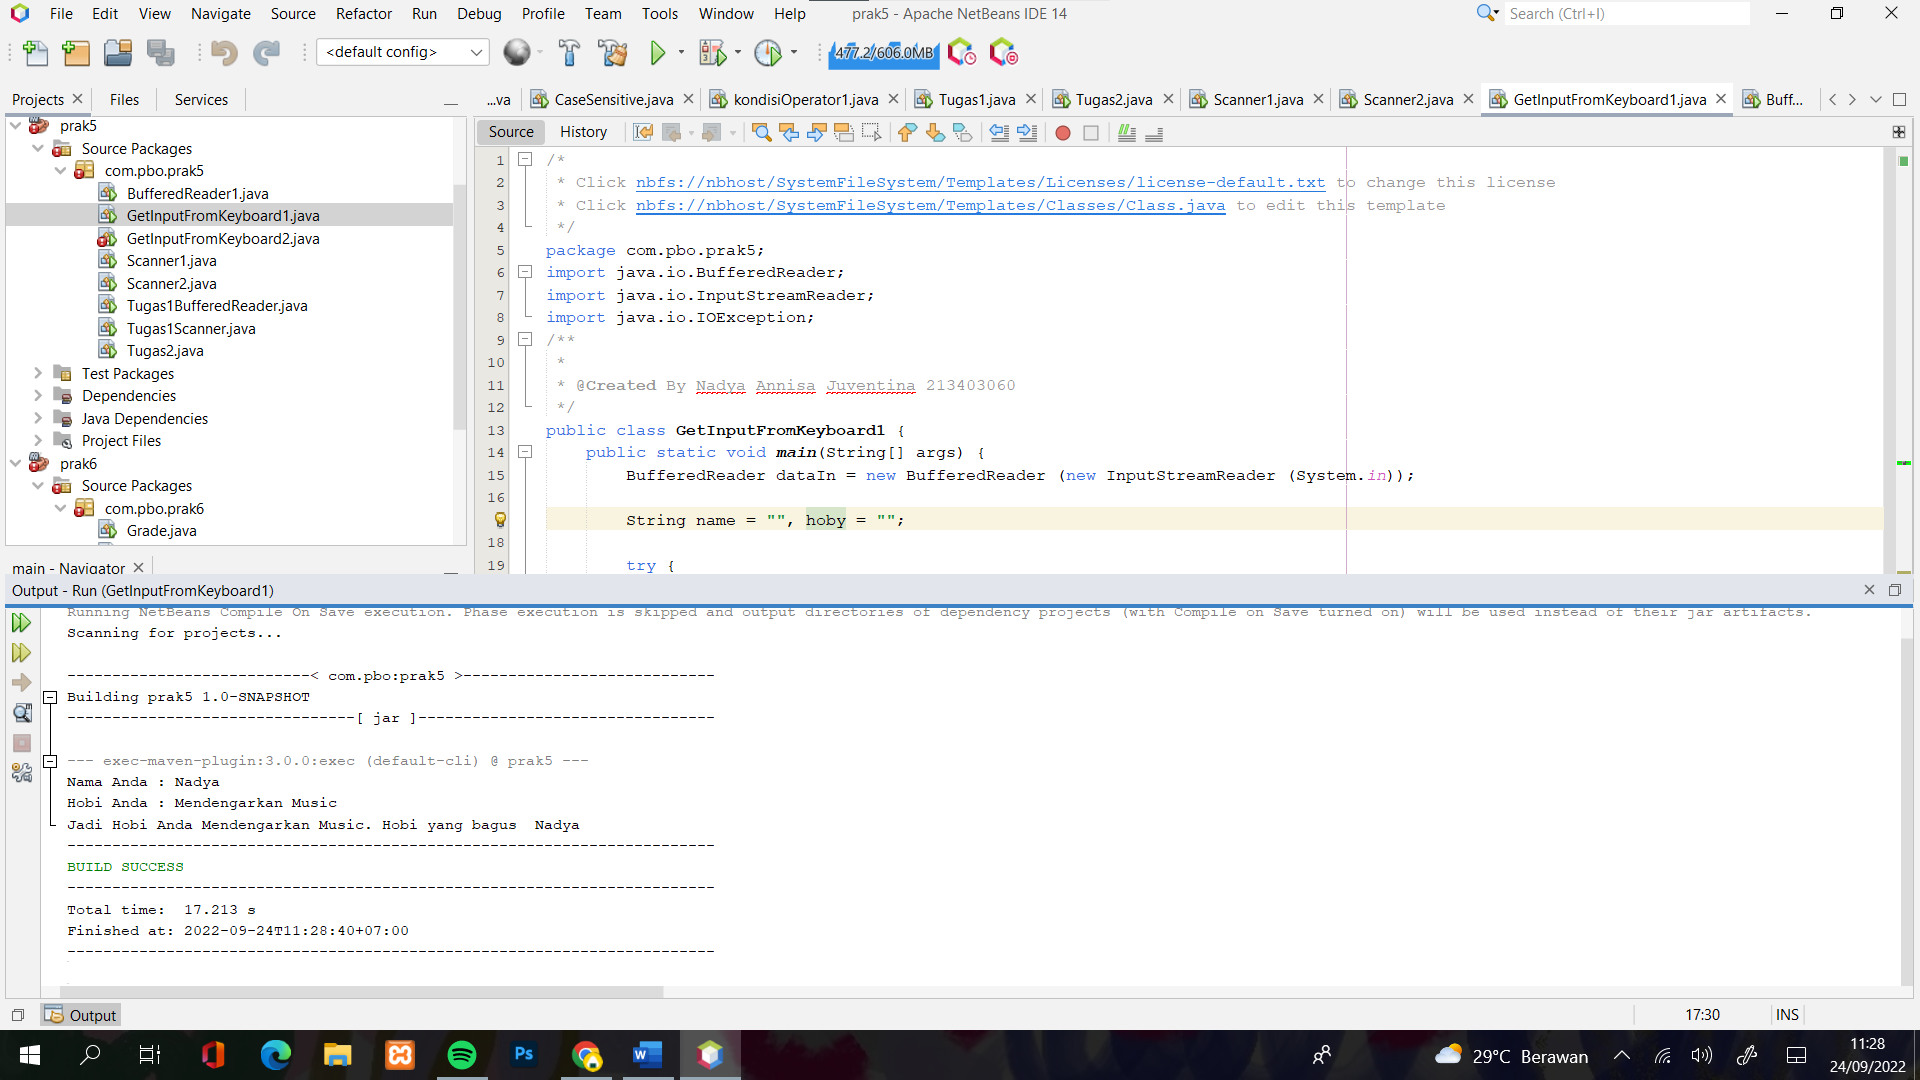 File Edit View Navigate Source Refactor Run Debug Profile Team Tools Window Help prak5 - Apache NetBeans IDE 14 Search (Ctrl+I)
<default config> 477.2/606.0MB
Projects Files Services ...va CaseSensitive.java kondisiOperator1.java Tugas1.java Tugas2.java Scanner1.java Scanner2.java GetInputFromKeyboard1.java Buff...
Source History
prak5
Source Packages
com.pbo.prak5
BufferedReader1.java
GetInputFromKeyboard1.java
GetInputFromKeyboard2.java
Scanner1.java
Scanner2.java
Tugas1BufferedReader.java
Tugas1Scanner.java
Tugas2.java
Test Packages
Dependencies
Java Dependencies
Project Files
prak6
Source Packages
com.pbo.prak6
Grade.java
main - Navigator
1 /*
2 * Click nbfs://nbhost/SystemFileSystem/Templates/Licenses/license-default.txt to change this license
3 * Click nbfs://nbhost/SystemFileSystem/Templates/Classes/Class.java to edit this template
4 */
5 package com.pbo.prak5;
6 import java.io.BufferedReader;
7 import java.io.InputStreamReader;
8 import java.io.IOException;
9 /**
10 *
11 * @Created By Nadya Annisa Juventina 213403060
12 */
13 public class GetInputFromKeyboard1 {
14 public static void main(String[] args) {
15 BufferedReader dataIn = new BufferedReader (new InputStreamReader (System.in));
16
String name = "", hoby = "";
18
19 try {
Output - Run (GetInputFromKeyboard1)
Running NetBeans Compile On Save execution. Phase execution is skipped and output directories of dependency projects (with Compile on Save turned on) will be used instead of their jar artifacts.
Scanning for projects...
---------------------------< com.pbo:prak5 >----------------------------
Building prak5 1.0-SNAPSHOT
--------------------------------[ jar ]---------------------------------
--- exec-maven-plugin:3.0.0:exec (default-cli) @ prak5 ---
Nama Anda : Nadya
Hobi Anda : Mendengarkan Music
Jadi Hobi Anda Mendengarkan Music. Hobi yang bagus  Nadya
------------------------------------------------------------------------
BUILD SUCCESS
------------------------------------------------------------------------
Total time:  17.213 s
Finished at: 2022-09-24T11:28:40+07:00
------------------------------------------------------------------------
Output 17:30 INS
Ps 29°C Berawan 11:28
24/09/2022